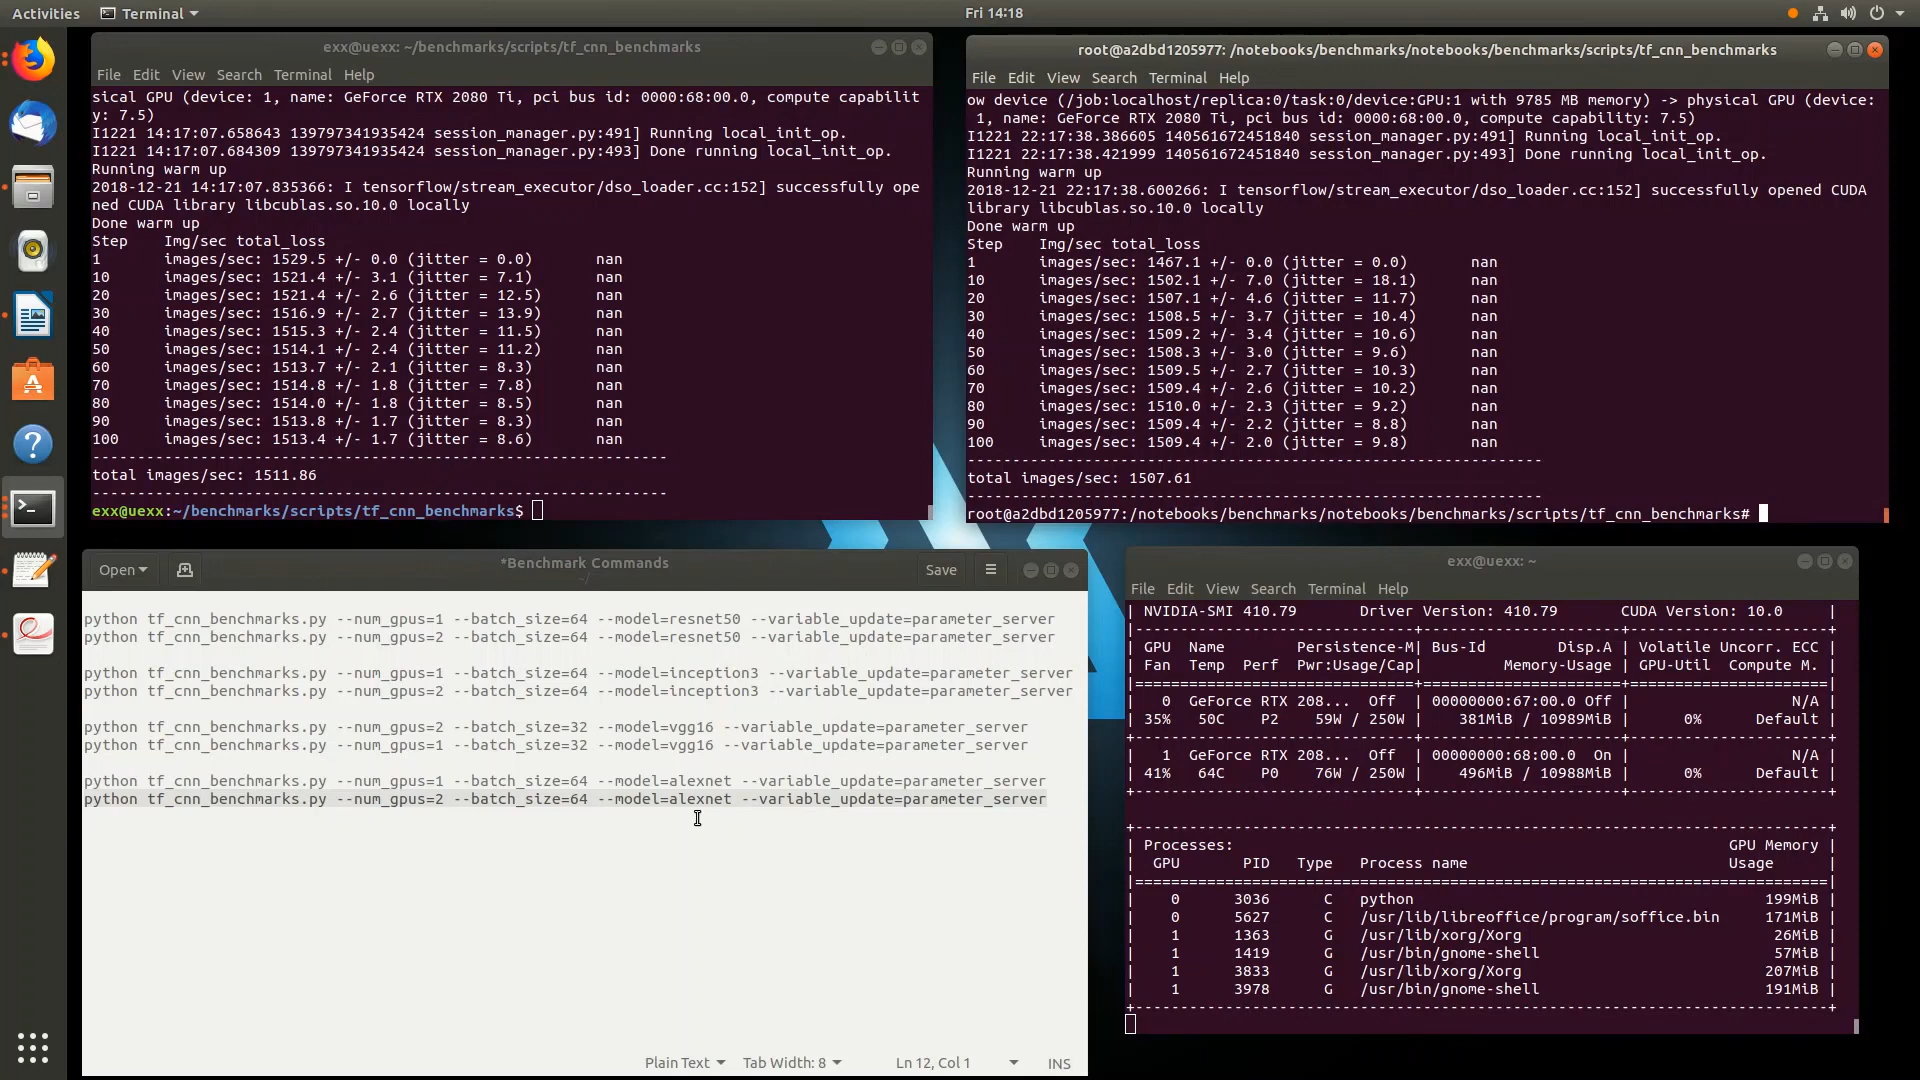 Activities Terminal Fri 14:18
exx@uexx: ~/benchmarks/scripts/tf_cnn_benchmarks
File Edit View Search Terminal Help
sical GPU (device: 1, name: GeForce RTX 2080 Ti, pci bus id: 0000:68:00.0, compute capabilit
y: 7.5)
I1221 14:17:07.658643 139797341935424 session_manager.py:491] Running local_init_op.
I1221 14:17:07.684309 139797341935424 session_manager.py:493] Done running local_init_op.
Running warm up
2018-12-21 14:17:07.835366: I tensorflow/stream_executor/dso_loader.cc:152] successfully ope
ned CUDA library libcublas.so.10.0 locally
Done warm up
Step Img/sec total_loss
1 images/sec: 1529.5 +/- 0.0 (jitter = 0.0) nan
10 images/sec: 1521.4 +/- 3.1 (jitter = 7.1) nan
20 images/sec: 1521.4 +/- 2.6 (jitter = 12.5) nan
30 images/sec: 1516.9 +/- 2.7 (jitter = 13.9) nan
40 images/sec: 1515.3 +/- 2.4 (jitter = 11.5) nan
50 images/sec: 1514.1 +/- 2.4 (jitter = 11.2) nan
60 images/sec: 1513.7 +/- 2.1 (jitter = 8.3) nan
70 images/sec: 1514.8 +/- 1.8 (jitter = 7.8) nan
80 images/sec: 1514.0 +/- 1.8 (jitter = 8.5) nan
90 images/sec: 1513.8 +/- 1.7 (jitter = 8.3) nan
100 images/sec: 1513.4 +/- 1.7 (jitter = 8.6) nan
----------------------------------------------------------------
total images/sec: 1511.86
----------------------------------------------------------------
exx@uexx:~/benchmarks/scripts/tf_cnn_benchmarks$
root@a2dbd1205977: /notebooks/benchmarks/notebooks/benchmarks/scripts/tf_cnn_benchmarks
File Edit View Search Terminal Help
ow device (/job:localhost/replica:0/task:0/device:GPU:1 with 9785 MB memory) -> physical GPU (device:
1, name: GeForce RTX 2080 Ti, pci bus id: 0000:68:00.0, compute capability: 7.5)
I1221 22:17:38.386605 140561672451840 session_manager.py:491] Running local_init_op.
I1221 22:17:38.421999 140561672451840 session_manager.py:493] Done running local_init_op.
Running warm up
2018-12-21 22:17:38.600266: I tensorflow/stream_executor/dso_loader.cc:152] successfully opened CUDA
library libcublas.so.10.0 locally
Done warm up
Step Img/sec total_loss
1 images/sec: 1467.1 +/- 0.0 (jitter = 0.0) nan
10 images/sec: 1502.1 +/- 7.0 (jitter = 18.1) nan
20 images/sec: 1507.1 +/- 4.6 (jitter = 11.7) nan
30 images/sec: 1508.5 +/- 3.7 (jitter = 10.4) nan
40 images/sec: 1509.2 +/- 3.4 (jitter = 10.6) nan
50 images/sec: 1508.3 +/- 3.0 (jitter = 9.6) nan
60 images/sec: 1509.5 +/- 2.7 (jitter = 10.3) nan
70 images/sec: 1509.4 +/- 2.6 (jitter = 10.2) nan
80 images/sec: 1510.0 +/- 2.3 (jitter = 9.2) nan
90 images/sec: 1509.4 +/- 2.2 (jitter = 8.8) nan
100 images/sec: 1509.4 +/- 2.0 (jitter = 9.8) nan
----------------------------------------------------------------
total images/sec: 1507.61
----------------------------------------------------------------
root@a2dbd1205977:/notebooks/benchmarks/notebooks/benchmarks/scripts/tf_cnn_benchmarks#
Open *Benchmark Commands Save
~/
python tf_cnn_benchmarks.py --num_gpus=1 --batch_size=64 --model=resnet50 --variable_update=parameter_server
python tf_cnn_benchmarks.py --num_gpus=2 --batch_size=64 --model=resnet50 --variable_update=parameter_server
python tf_cnn_benchmarks.py --num_gpus=1 --batch_size=64 --model=inception3 --variable_update=parameter_server
python tf_cnn_benchmarks.py --num_gpus=2 --batch_size=64 --model=inception3 --variable_update=parameter_server
python tf_cnn_benchmarks.py --num_gpus=2 --batch_size=32 --model=vgg16 --variable_update=parameter_server
python tf_cnn_benchmarks.py --num_gpus=1 --batch_size=32 --model=vgg16 --variable_update=parameter_server
python tf_cnn_benchmarks.py --num_gpus=1 --batch_size=64 --model=alexnet --variable_update=parameter_server
python tf_cnn_benchmarks.py --num_gpus=2 --batch_size=64 --model=alexnet --variable_update=parameter_server
Plain Text Tab Width: 8 Ln 12, Col 1 INS
exx@uexx: ~
File Edit View Search Terminal Help
| NVIDIA-SMI 410.79 Driver Version: 410.79 CUDA Version: 10.0 |
|-------------------------------+----------------------+----------------------+
| GPU Name Persistence-M| Bus-Id Disp.A | Volatile Uncorr. ECC |
| Fan Temp Perf Pwr:Usage/Cap| Memory-Usage | GPU-Util Compute M. |
|===============================+======================+======================|
| 0 GeForce RTX 208... Off | 00000000:67:00.0 Off | N/A |
| 35% 50C P2 59W / 250W | 381MiB / 10989MiB | 0% Default |
+-------------------------------+----------------------+----------------------+
| 1 GeForce RTX 208... Off | 00000000:68:00.0 On | N/A |
| 41% 64C P0 76W / 250W | 496MiB / 10988MiB | 0% Default |
+-------------------------------+----------------------+----------------------+
+-----------------------------------------------------------------------------+
| Processes: GPU Memory |
| GPU PID Type Process name Usage |
|=============================================================================|
| 0 3036 C python 199MiB |
| 0 5627 C /usr/lib/libreoffice/program/soffice.bin 171MiB |
| 1 1363 G /usr/lib/xorg/Xorg 26MiB |
| 1 1419 G /usr/bin/gnome-shell 57MiB |
| 1 3833 G /usr/lib/xorg/Xorg 207MiB |
| 1 3978 G /usr/bin/gnome-shell 191MiB |
+-----------------------------------------------------------------------------+